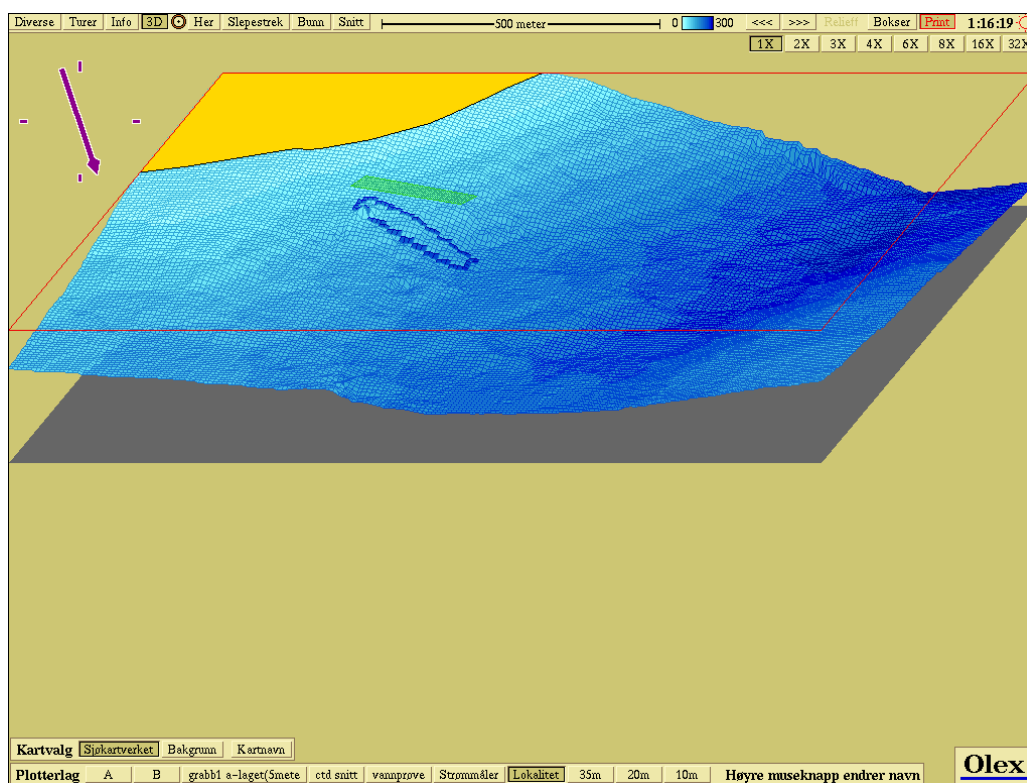 Diverse Turer Info 3D Her Slepestrek Bunn Snitt 500 meter 0 300 <<< >>> Relieff Bokser Print 1:16:19
1X 2X 3X 4X 6X 8X 16X 32X
Kartvalg Sjøkartverket Bakgrunn Kartnavn
Plotterlag A B grabb1 a-laget(5mete ctd snitt vannprøve Strømmåler Lokalitet 35m 20m 10m Høyre museknapp endrer navn
Olex